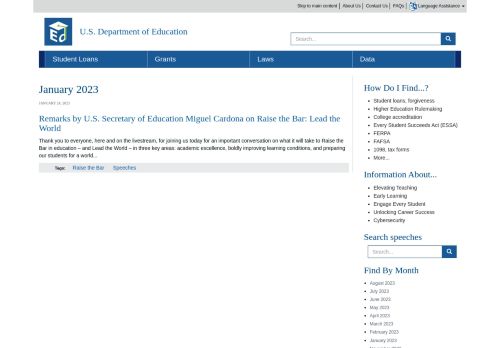 Skip to main content | About Us | Contact Us | FAQs | Language Assistance
Ed
U.S. Department of Education
Search...
Student Loans
Grants
Laws
Data
January 2023
Remarks by U.S. Secretary of Education Miguel Cardona on Raise the Bar: Lead the
World
Thank you to everyone, here and on the livestream, for joining us today for an important conversation on what it will take to Raise the
Bar in education – and Lead the World – in three key areas: academic excellence, boldly improving learning conditions, and preparing
our students for a world...
Tags: Raise the Bar Speeches
How Do I Find...?
Student loans, forgiveness
Higher Education Rulemaking
College accreditation
Every Student Succeeds Act (ESSA)
FERPA
FAFSA
1098, tax forms
More...
Information About...
Elevating Teaching
Early Learning
Engage Every Student
Unlocking Career Success
Cybersecurity
Search speeches
Search...
Find By Month
August 2023
July 2023
June 2023
May 2023
April 2023
March 2023
February 2023
January 2023